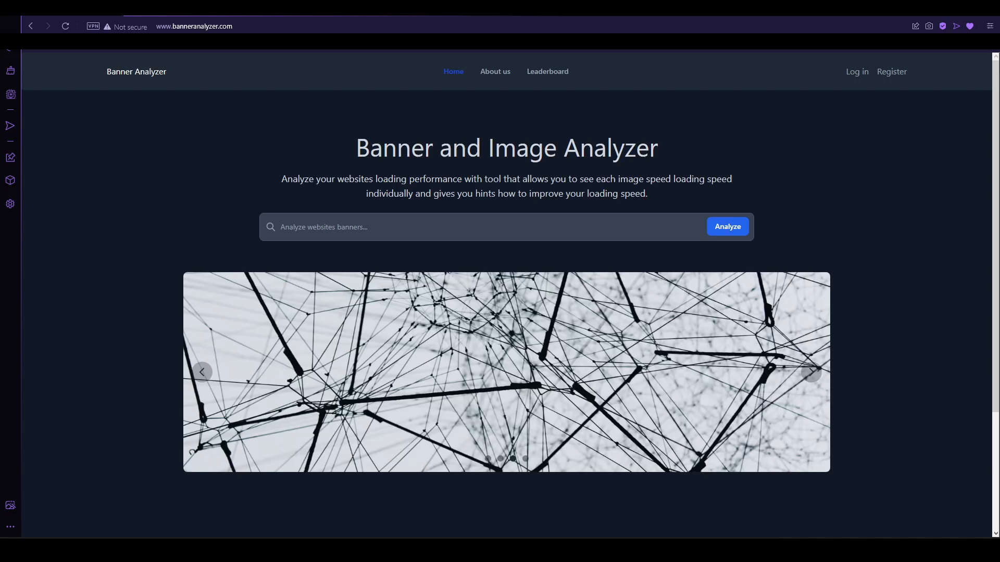 VPN
Not secure
www.banneranalyzer.com
Banner Analyzer
Home
About us
Leaderboard
Log in
Register
Banner and Image Analyzer
Analyze your websites loading performance with tool that allows you to see each image speed loading speed
individually and gives you hints how to improve your loading speed.
Analyze websites banners...
Analyze